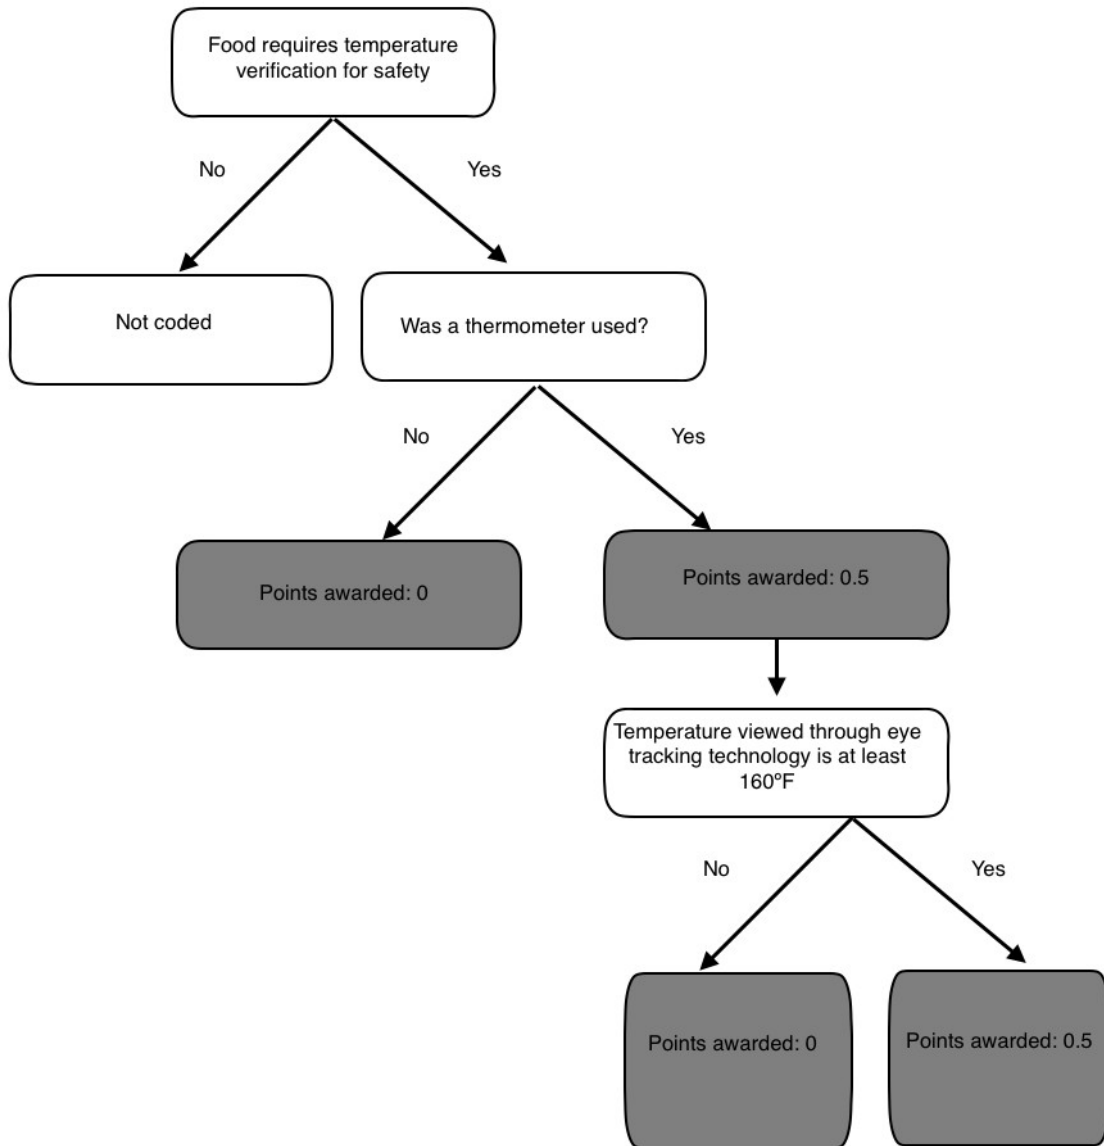 Food requires temperature
verification for safety
No
Yes
Not coded
Was a thermometer used?
No
Yes
Points awarded: 0
Points awarded: 0.5
Temperature viewed through eye
tracking technology is at least
160ºF
No
Yes
Points awarded: 0
Points awarded: 0.5